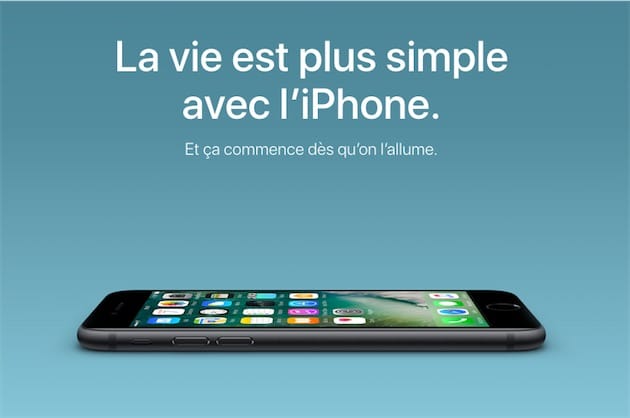 La vie est plus simple
avec l’iPhone.
Et ça commence dès qu’on l’allume.